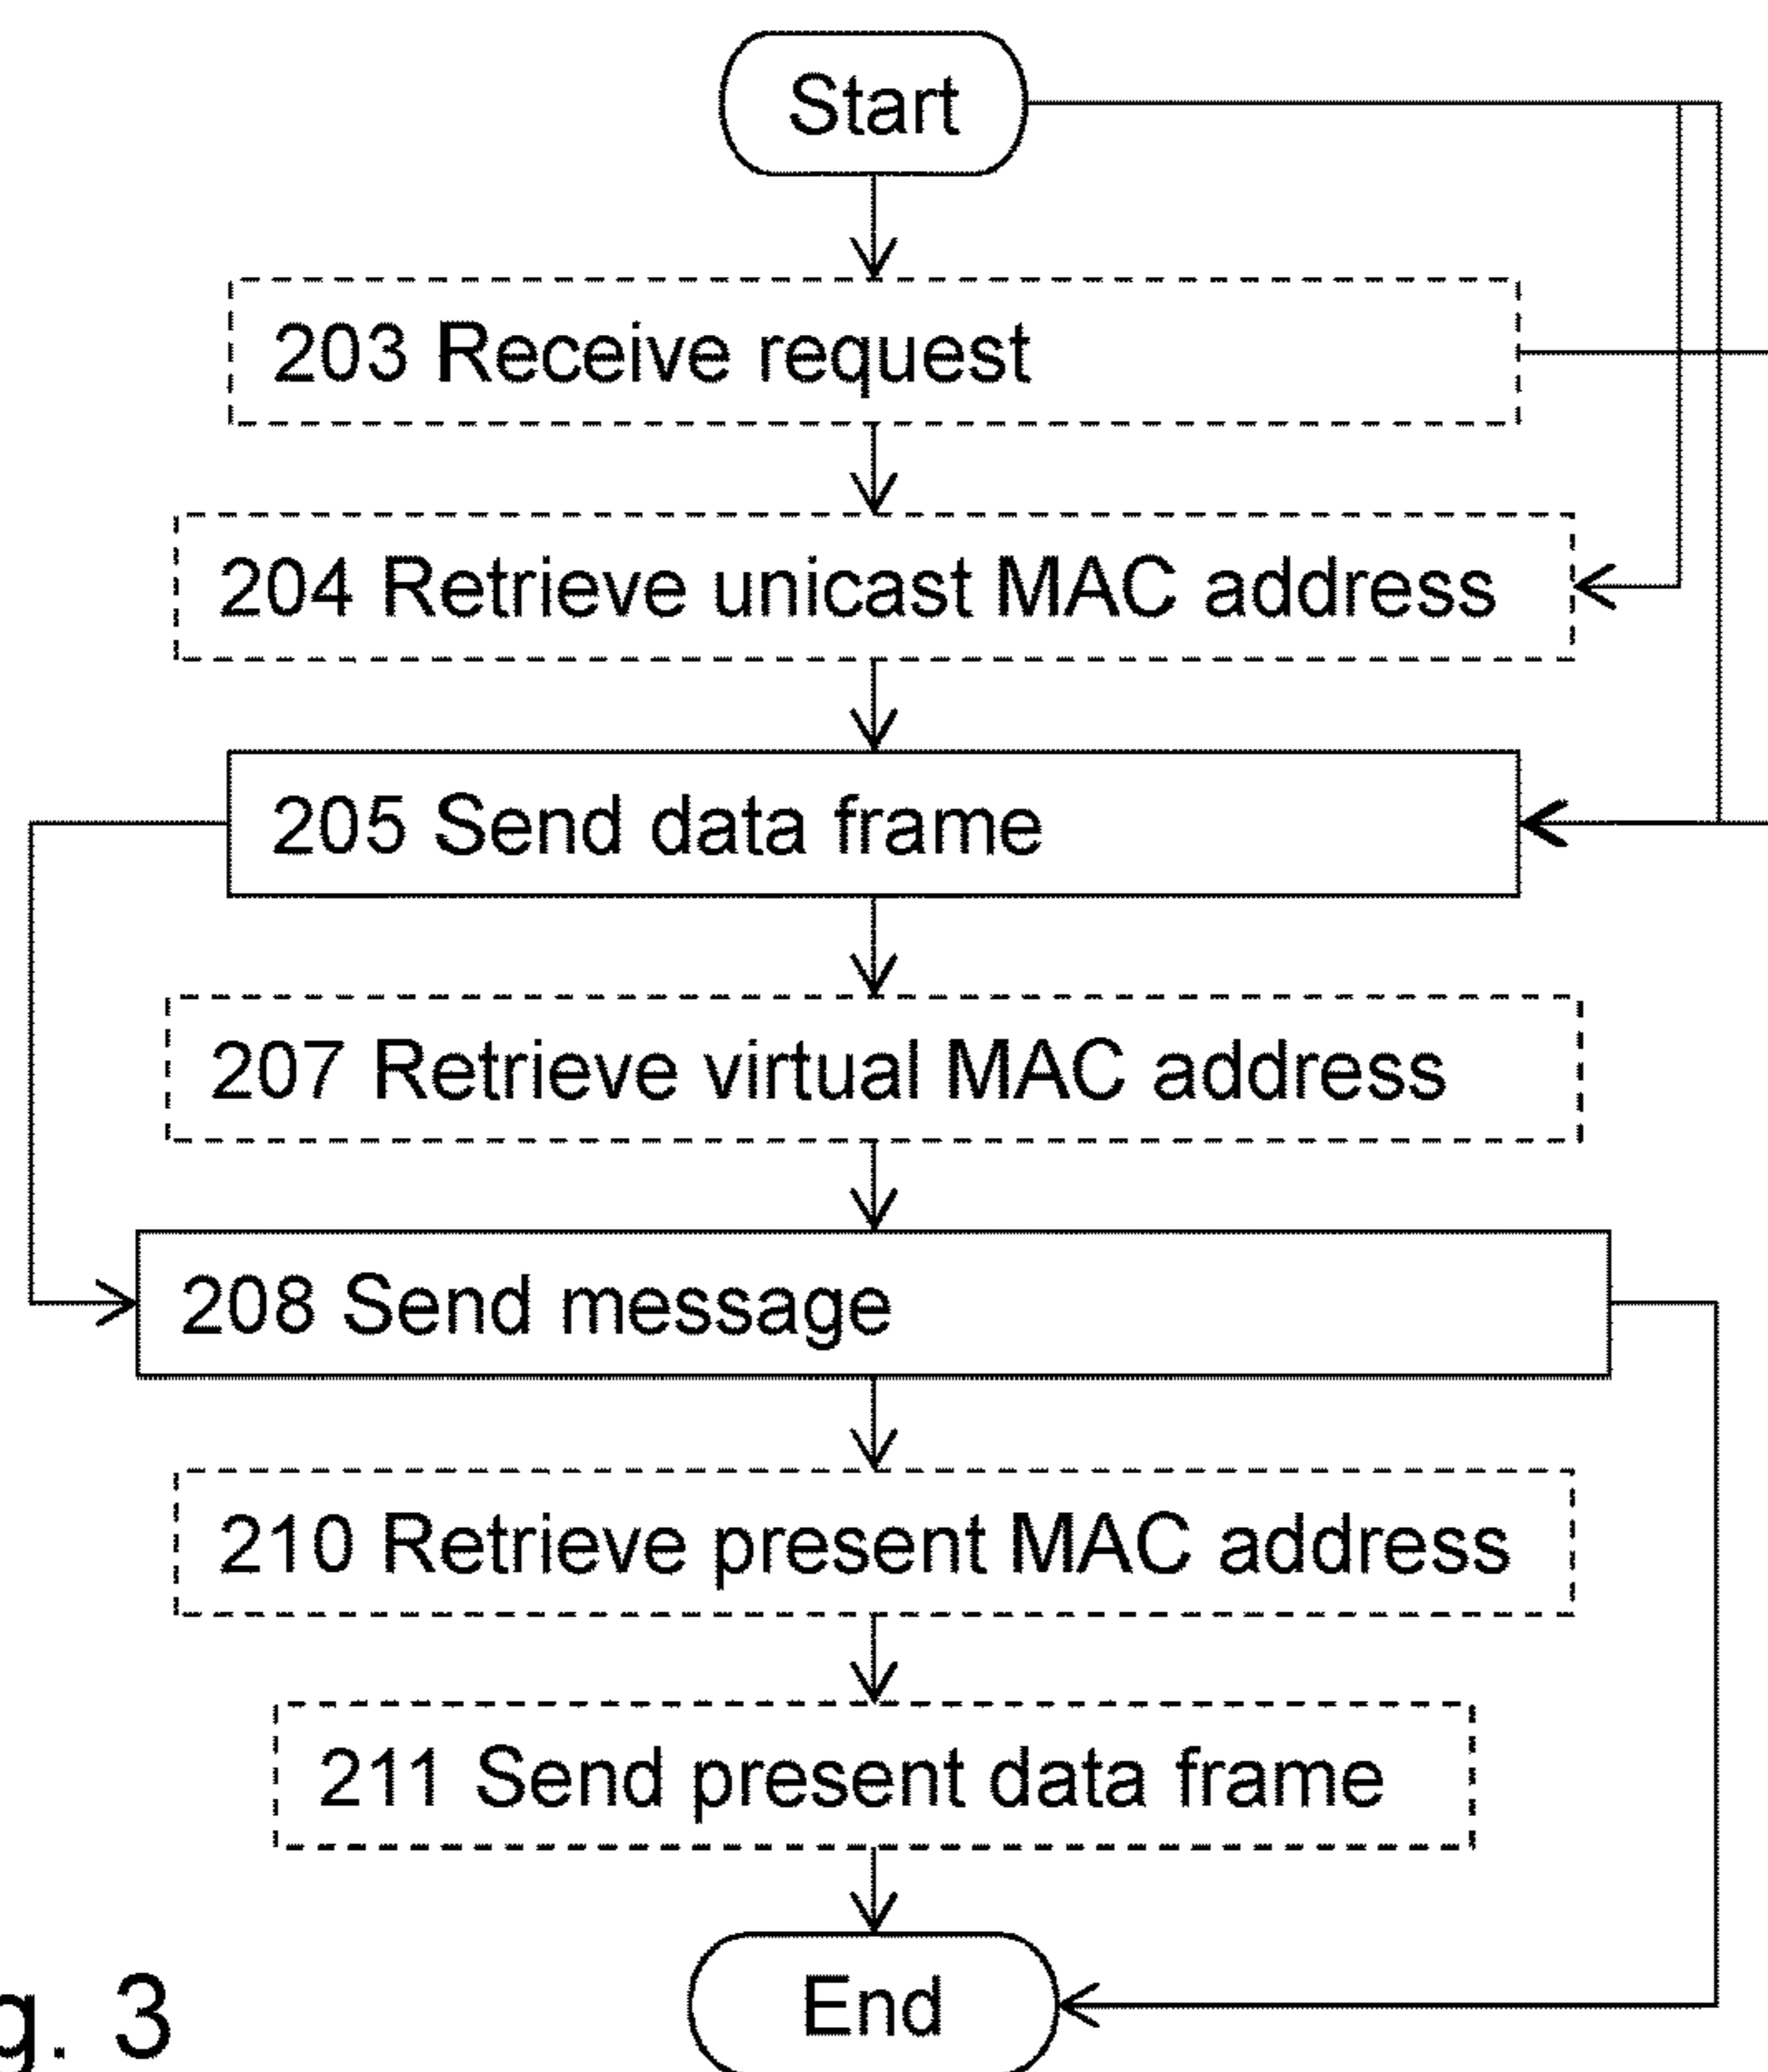 Start
203 Receive request
204 Retrieve unicast MAC address
205 Send data frame
207 Retrieve virtual MAC address
208 Send message
210 Retrieve present MAC address
211 Send present data frame
End
g. 3